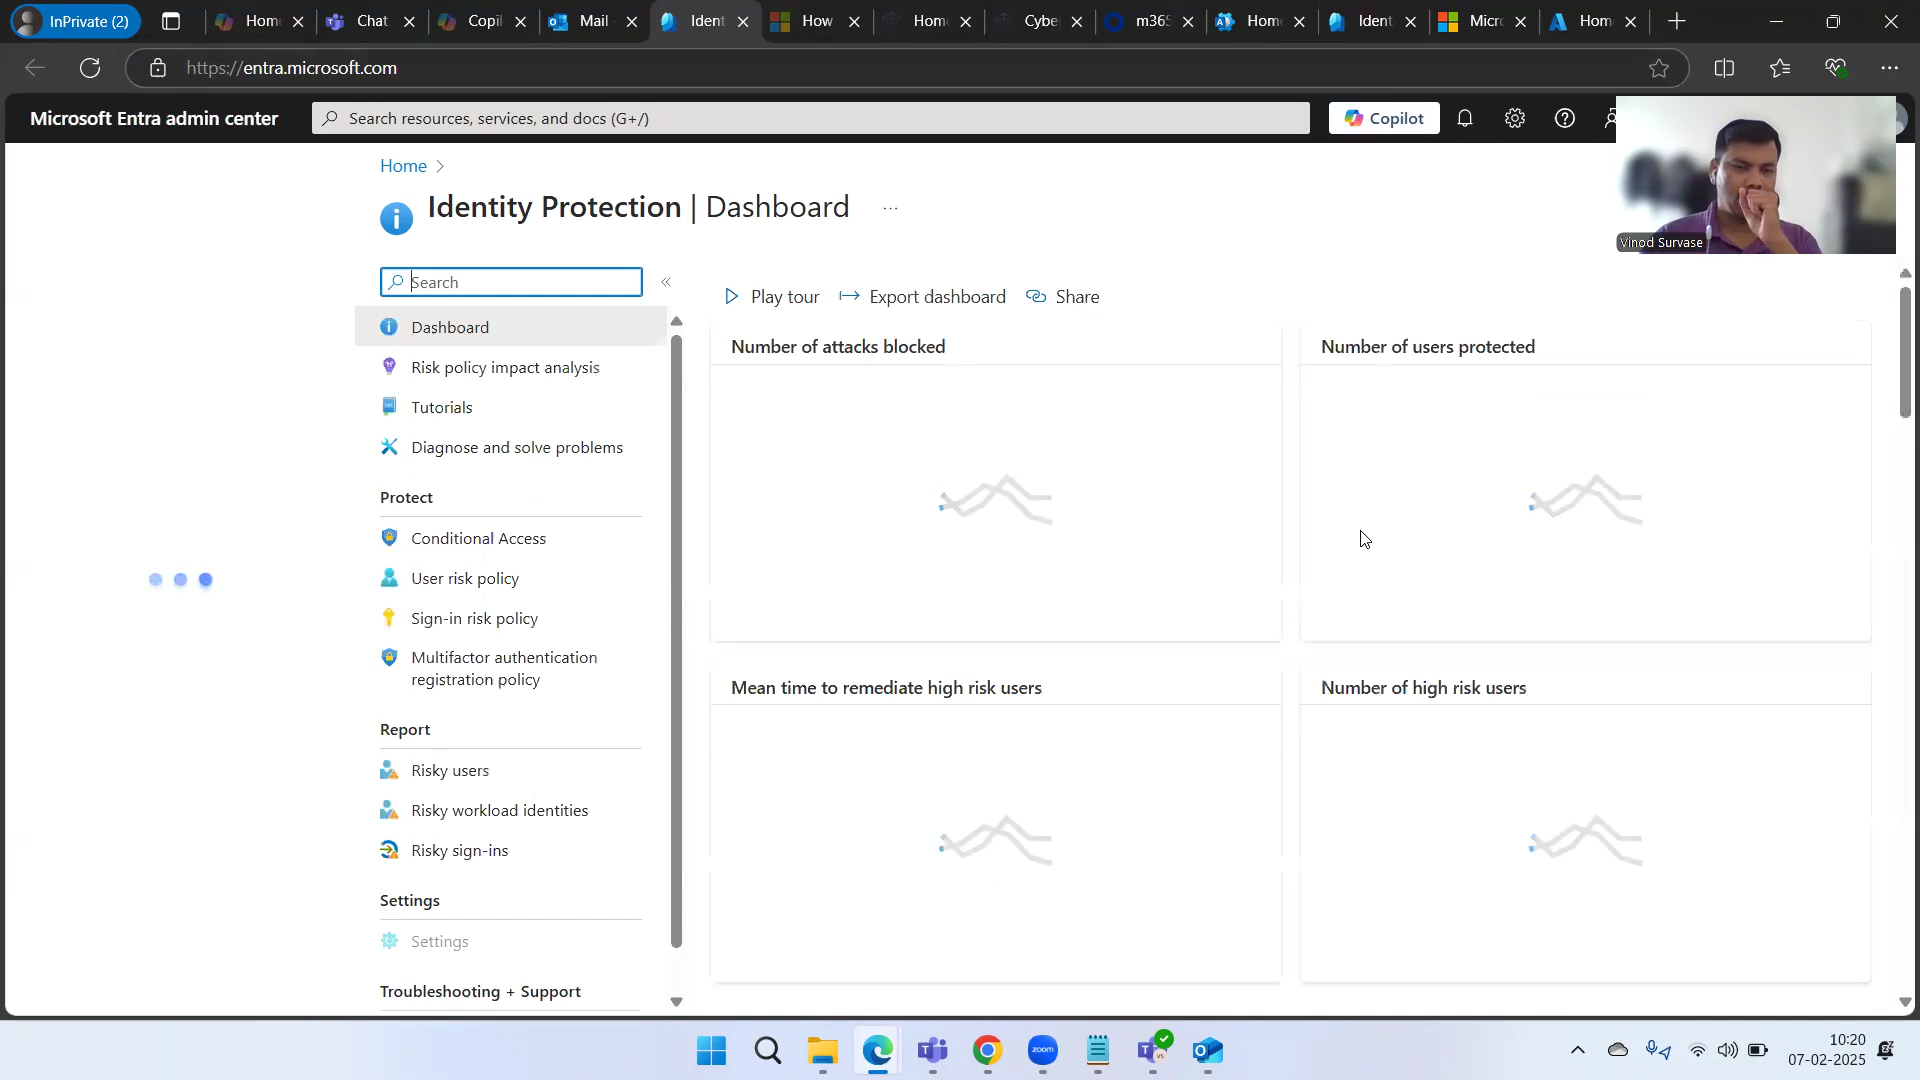 InPrivate (2)
Hom
Chat
Copil
Mail
Ident
How
Hom
Cybe
m365
Hom
Ident
Micro
Hom
https://entra.microsoft.com
Microsoft Entra admin center
Search resources, services, and docs (G+/)
Copilot
Home
Identity Protection | Dashboard
Vinod Survase
Search
Play tour
Export dashboard
Share
Dashboard
Risk policy impact analysis
Tutorials
Diagnose and solve problems
Protect
Conditional Access
User risk policy
Sign-in risk policy
Multifactor authentication
registration policy
Report
Risky users
Risky workload identities
Risky sign-ins
Settings
Settings
Troubleshooting + Support
Number of attacks blocked
Number of users protected
Mean time to remediate high risk users
Number of high risk users
zoom
10:20
07-02-2025